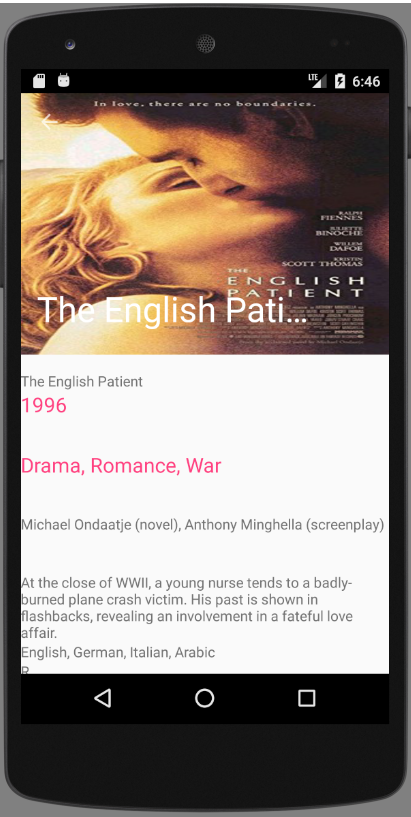 LTE 6:46
In love, there are no boundaries.
RALPH
FIENNES
JULIETTE
BINOCHE
WILLEM
DAFOE
KRISTIN
SCOTT THOMAS
THE
ENGLISH
PATIENT
The English Pati...
The English Patient
1996
Drama, Romance, War
Michael Ondaatje (novel), Anthony Minghella (screenplay)
At the close of WWII, a young nurse tends to a badly-
burned plane crash victim. His past is shown in
flashbacks, revealing an involvement in a fateful love
affair.
English, German, Italian, Arabic
R